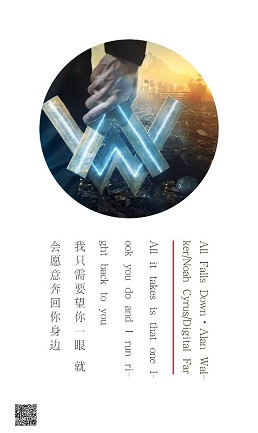 All Falls Down·Alan Wal-
ker/Noah Cyrus/Digital Far
All it takes is that one l-
ook you do and I run ri-
ght back to you
我只需要望你一眼 就
会愿意奔回你身边